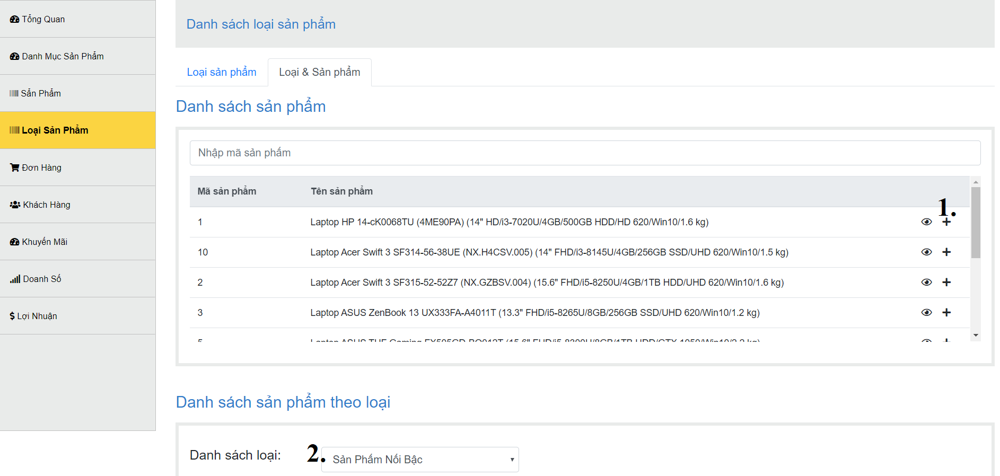 Tổng Quan
Danh Mục Sản Phẩm
Sẩn Phẩm
Loại Sản Phẩm
Đơn Hàng
Khách Hàng
Khuyến Mãi
Doanh Số
Lợi Nhuận
Danh sách loại sản phẩm
Loại sản phẩm Loại & Sản phẩm
Danh sách sản phẩm
Nhập mã sản phẩm
Mã sản phẩm Tên sản phẩm
1.
1 Laptop HP 14-cK0068TU (4ME90PA) (14" HD/i3-7020U/4GB/500GB HDD/HD 620/Win10/1.6 kg)
10 Laptop Acer Swift 3 SF314-56-38UE (NX.H4CSV.005) (14" FHD/i3-8145U/4GB/256GB SSD/UHD 620/Win10/1.5 kg)
2 Laptop Acer Swift 3 SF315-52-52Z7 (NX.GZBSV.004) (15.6" FHD/i5-8250U/4GB/1TB HDD/UHD 620/Win10/1.6 kg)
3 Laptop ASUS ZenBook 13 UX333FA-A4011T (13.3" FHD/i5-8265U/8GB/256GB SSD/UHD 620/Win10/1.2 kg)
Danh sách sản phẩm theo loại
Danh sách loại: 2. Sản Phẩm Nổi Bậc